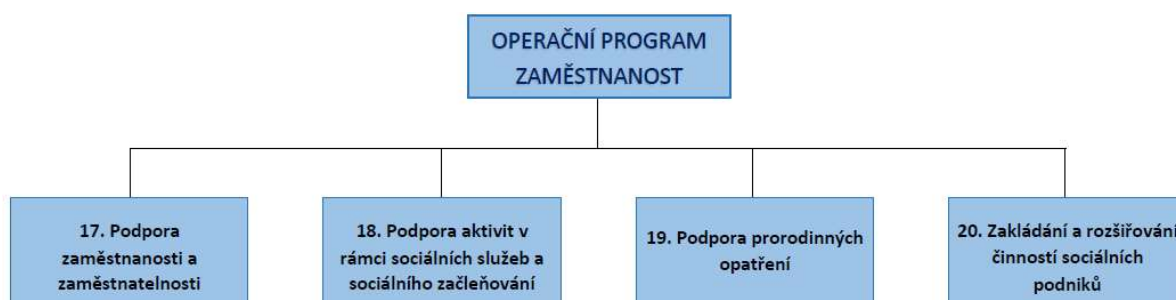 OPERAČNÍ PROGRAM
ZAMĚSTNANOST
17. Podpora
zaměstnanosti a
zaměstnatelnosti
18. Podpora aktivit v
rámci sociálních služeb a
sociálního začleňování
19. Podpora prorodinných
opatření
20. Zakládání a rozšiřování
činností sociálních
podniků